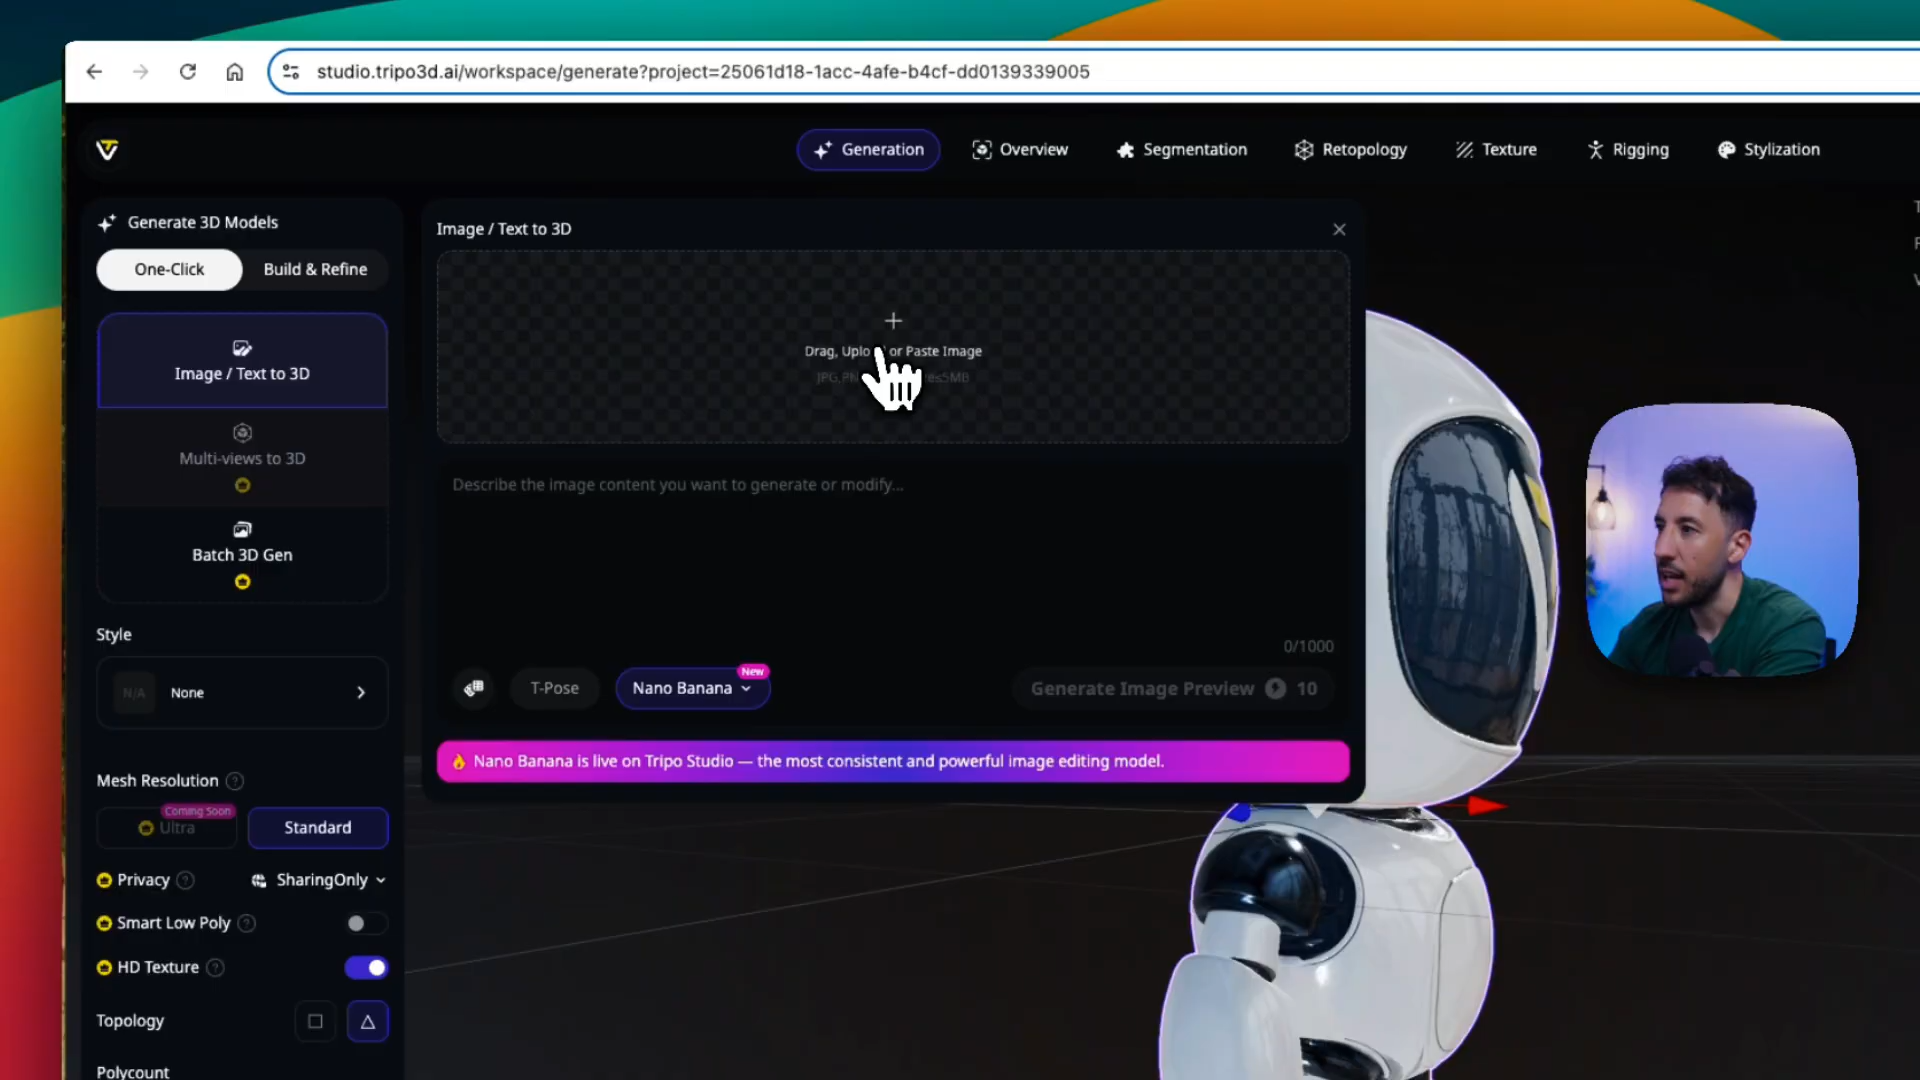 studio.tripo3d.ai/workspace/generate?project=25061d18-1acc-4afe-b4cf-dd0139339005
Generation
Overview
Segmentation
Retopology
Texture
Rigging
Stylization
Generate 3D Models
One-Click
Build & Refine
Image / Text to 3D
Multi-views to 3D
Batch 3D Gen
Style
N/A
None
Mesh Resolution ?
Coming Soon
Ultra
Standard
Privacy ?
SharingOnly
Smart Low Poly ?
HD Texture ?
Topology
Polycount
Image / Text to 3D
Drag, or Paste Image
Describe the image content you want to generate or modify...
0/1000
T-Pose
Nano Banana
New
Generate Image Preview 10
Nano Banana is live on Tripo Studio — the most consistent and powerful image editing model.